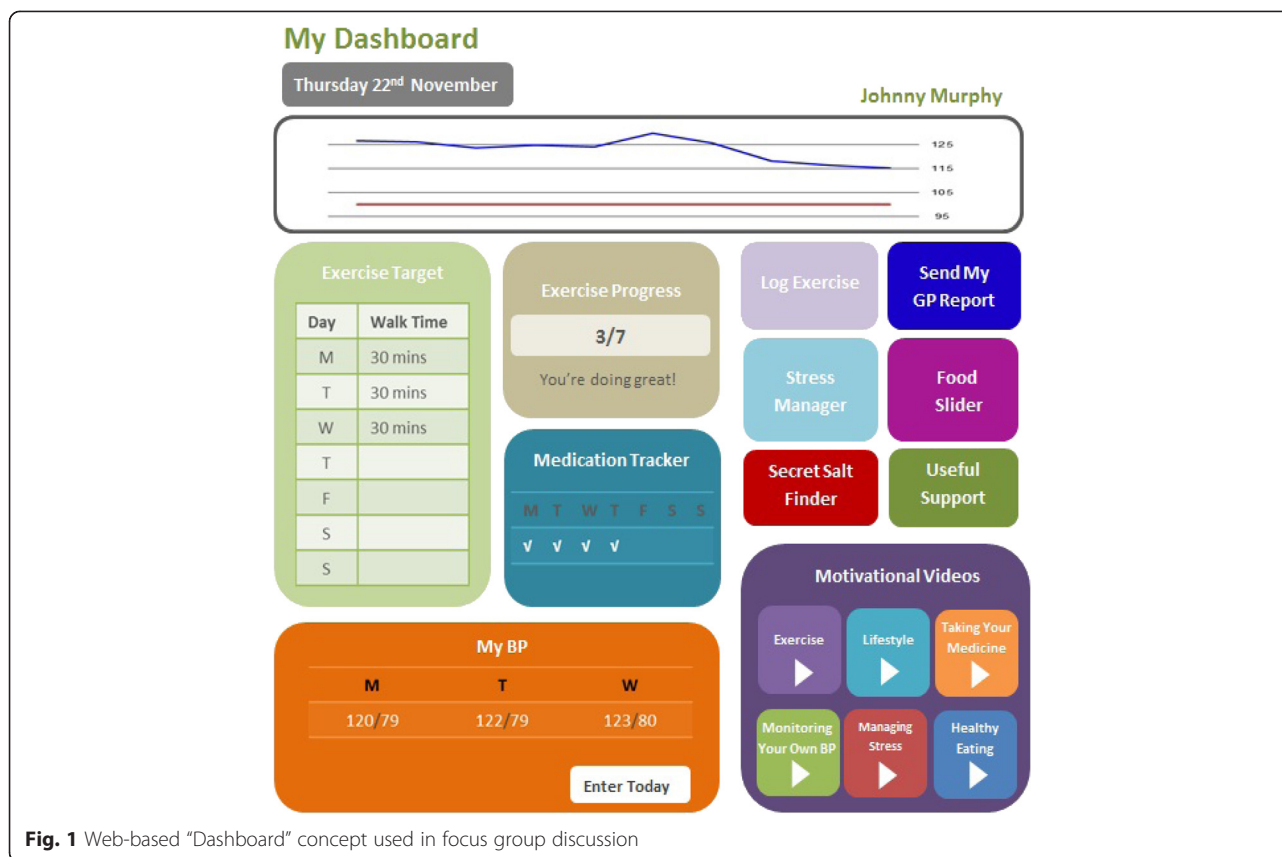 My Dashboard
Thursday 22nd November
Johnny Murphy
125
115
105
95
Exercise Target
Day Walk Time
M 30 mins
T 30 mins
W 30 mins
T
F
S
S
Exercise Progress
3/7
You're doing great!
Medication Tracker
M T W T F S S
√ √ √ √
Log Exercise
Send My
GP Report
Stress
Manager
Food
Slider
Secret Salt
Finder
Useful
Support
My BP
M T W
120/79 122/79 123/80
Enter Today
Motivational Videos
Exercise
Lifestyle
Taking Your
Medicine
Monitoring
Your Own BP
Managing
Stress
Healthy
Eating
Fig. 1 Web-based “Dashboard” concept used in focus group discussion